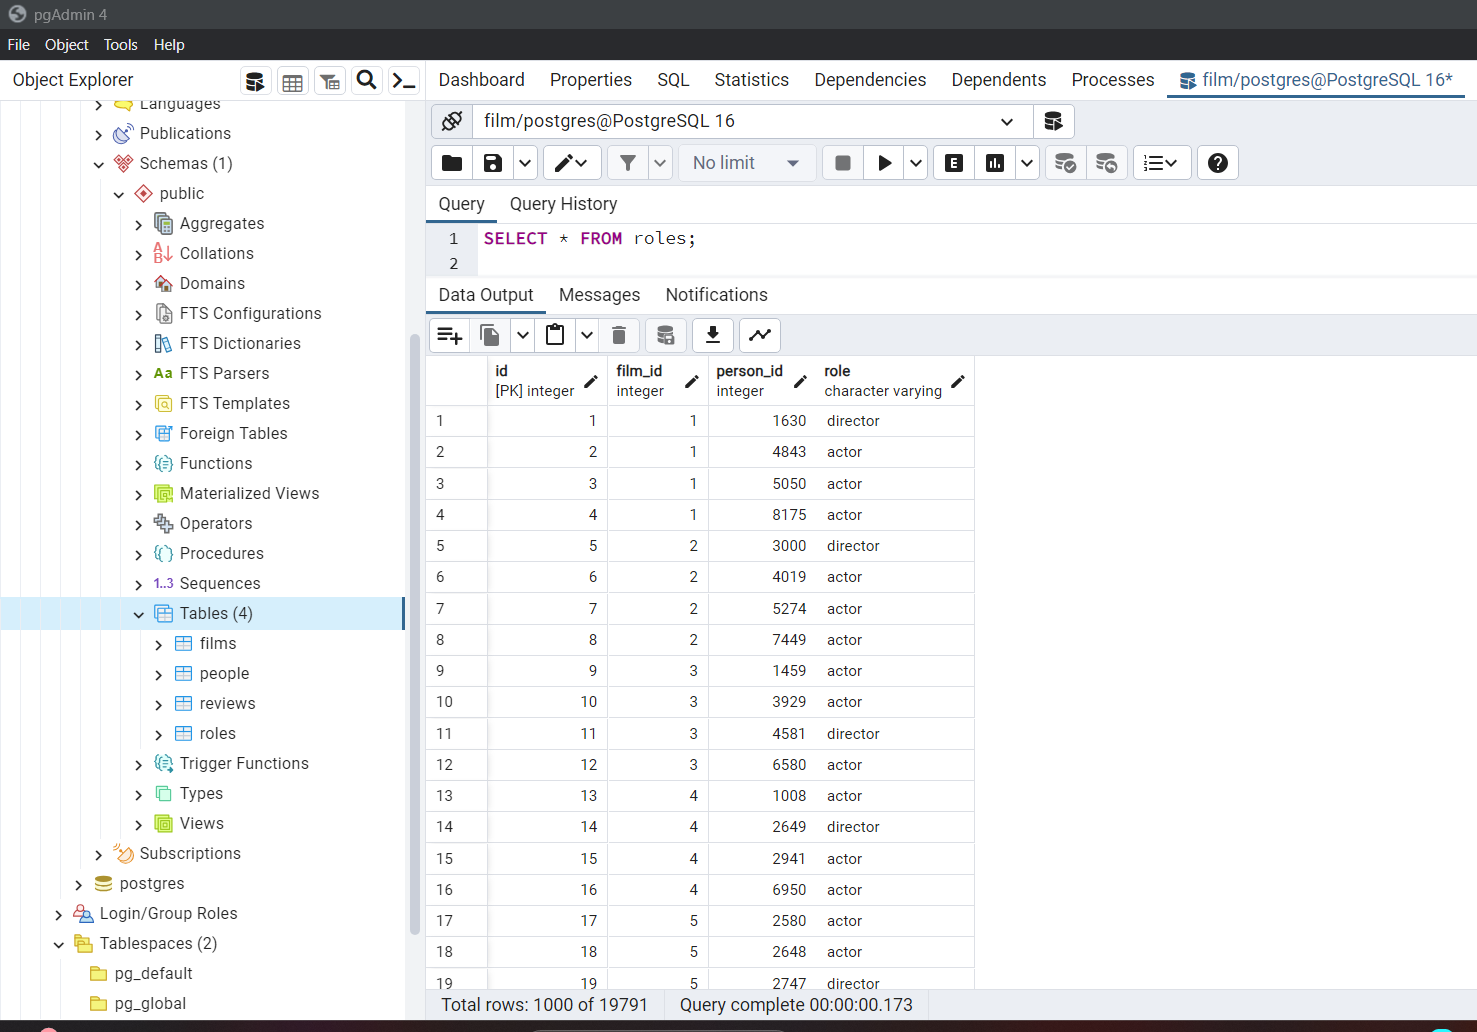 pgAdmin 4
File Object Tools Help
Object Explorer
Dashboard Properties SQL Statistics Dependencies Dependents Processes film/postgres@PostgreSQL 16*
Languages
Publications
Schemas (1)
public
Aggregates
Collations
Domains
FTS Configurations
FTS Dictionaries
Aa FTS Parsers
FTS Templates
Foreign Tables
Functions
Materialized Views
Operators
Procedures
1..3 Sequences
Tables (4)
films
people
reviews
roles
Trigger Functions
Types
Views
Subscriptions
postgres
Login/Group Roles
Tablespaces (2)
pg_default
pg_global
film/postgres@PostgreSQL 16
No limit E
Query Query History
1 SELECT * FROM roles;
2
Data Output Messages Notifications
id film_id person_id role
[PK] integer integer integer character varying
1 1 1 1630 director
2 2 1 4843 actor
3 3 1 5050 actor
4 4 1 8175 actor
5 5 2 3000 director
6 6 2 4019 actor
7 7 2 5274 actor
8 8 2 7449 actor
9 9 3 1459 actor
10 10 3 3929 actor
11 11 3 4581 director
12 12 3 6580 actor
13 13 4 1008 actor
14 14 4 2649 director
15 15 4 2941 actor
16 16 4 6950 actor
17 17 5 2580 actor
18 18 5 2648 actor
19 19 5 2747 director
Total rows: 1000 of 19791 Query complete 00:00:00.173